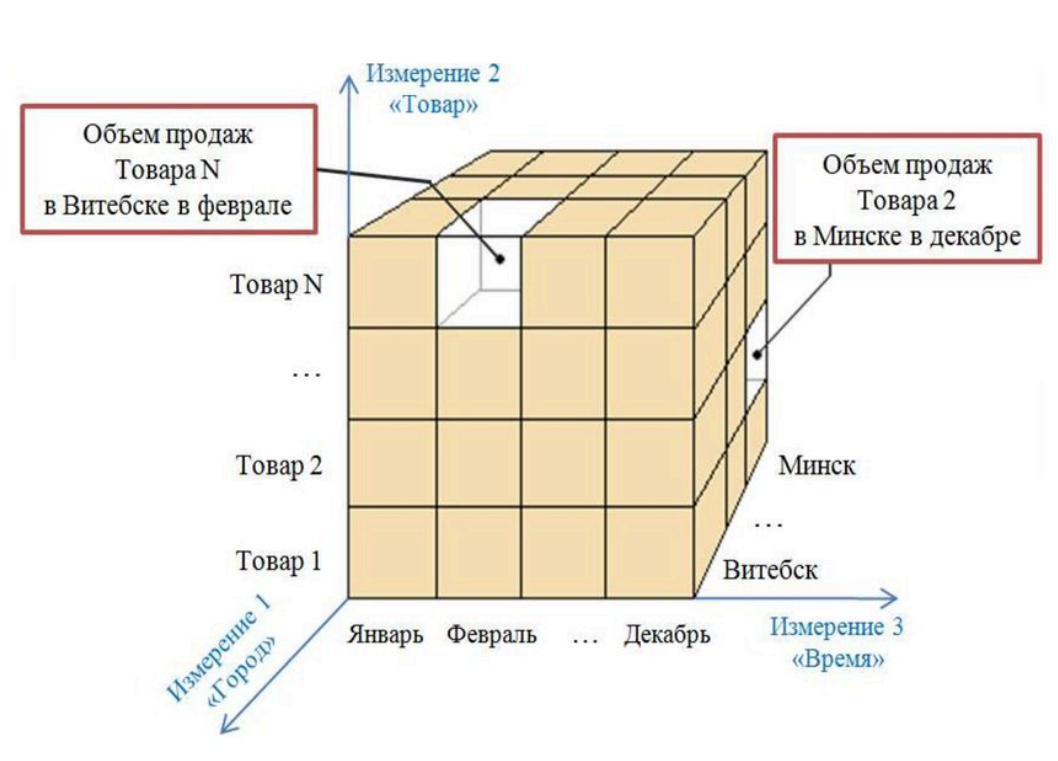 Измерение 2
«Товар»
Объем продаж
Товара N
в Витебске в феврале
Объем продаж
Товара 2
в Минске в декабре
Товар N
...
Товар 2
Товар 1
Минск
...
Витебск
Январь Февраль ... Декабрь
Измерение 3
«Время»
Измерение 1
«Город»